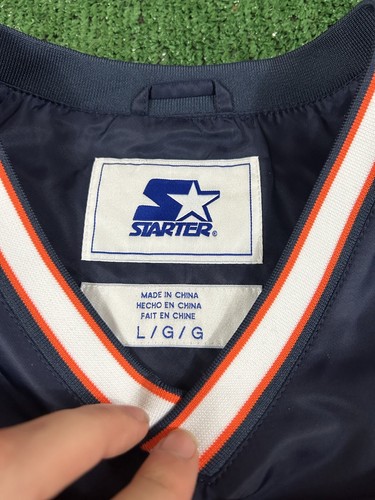 STARTER®
MADE IN CHINA
HECHO EN CHINA
FAIT EN CHINE
L/G/G